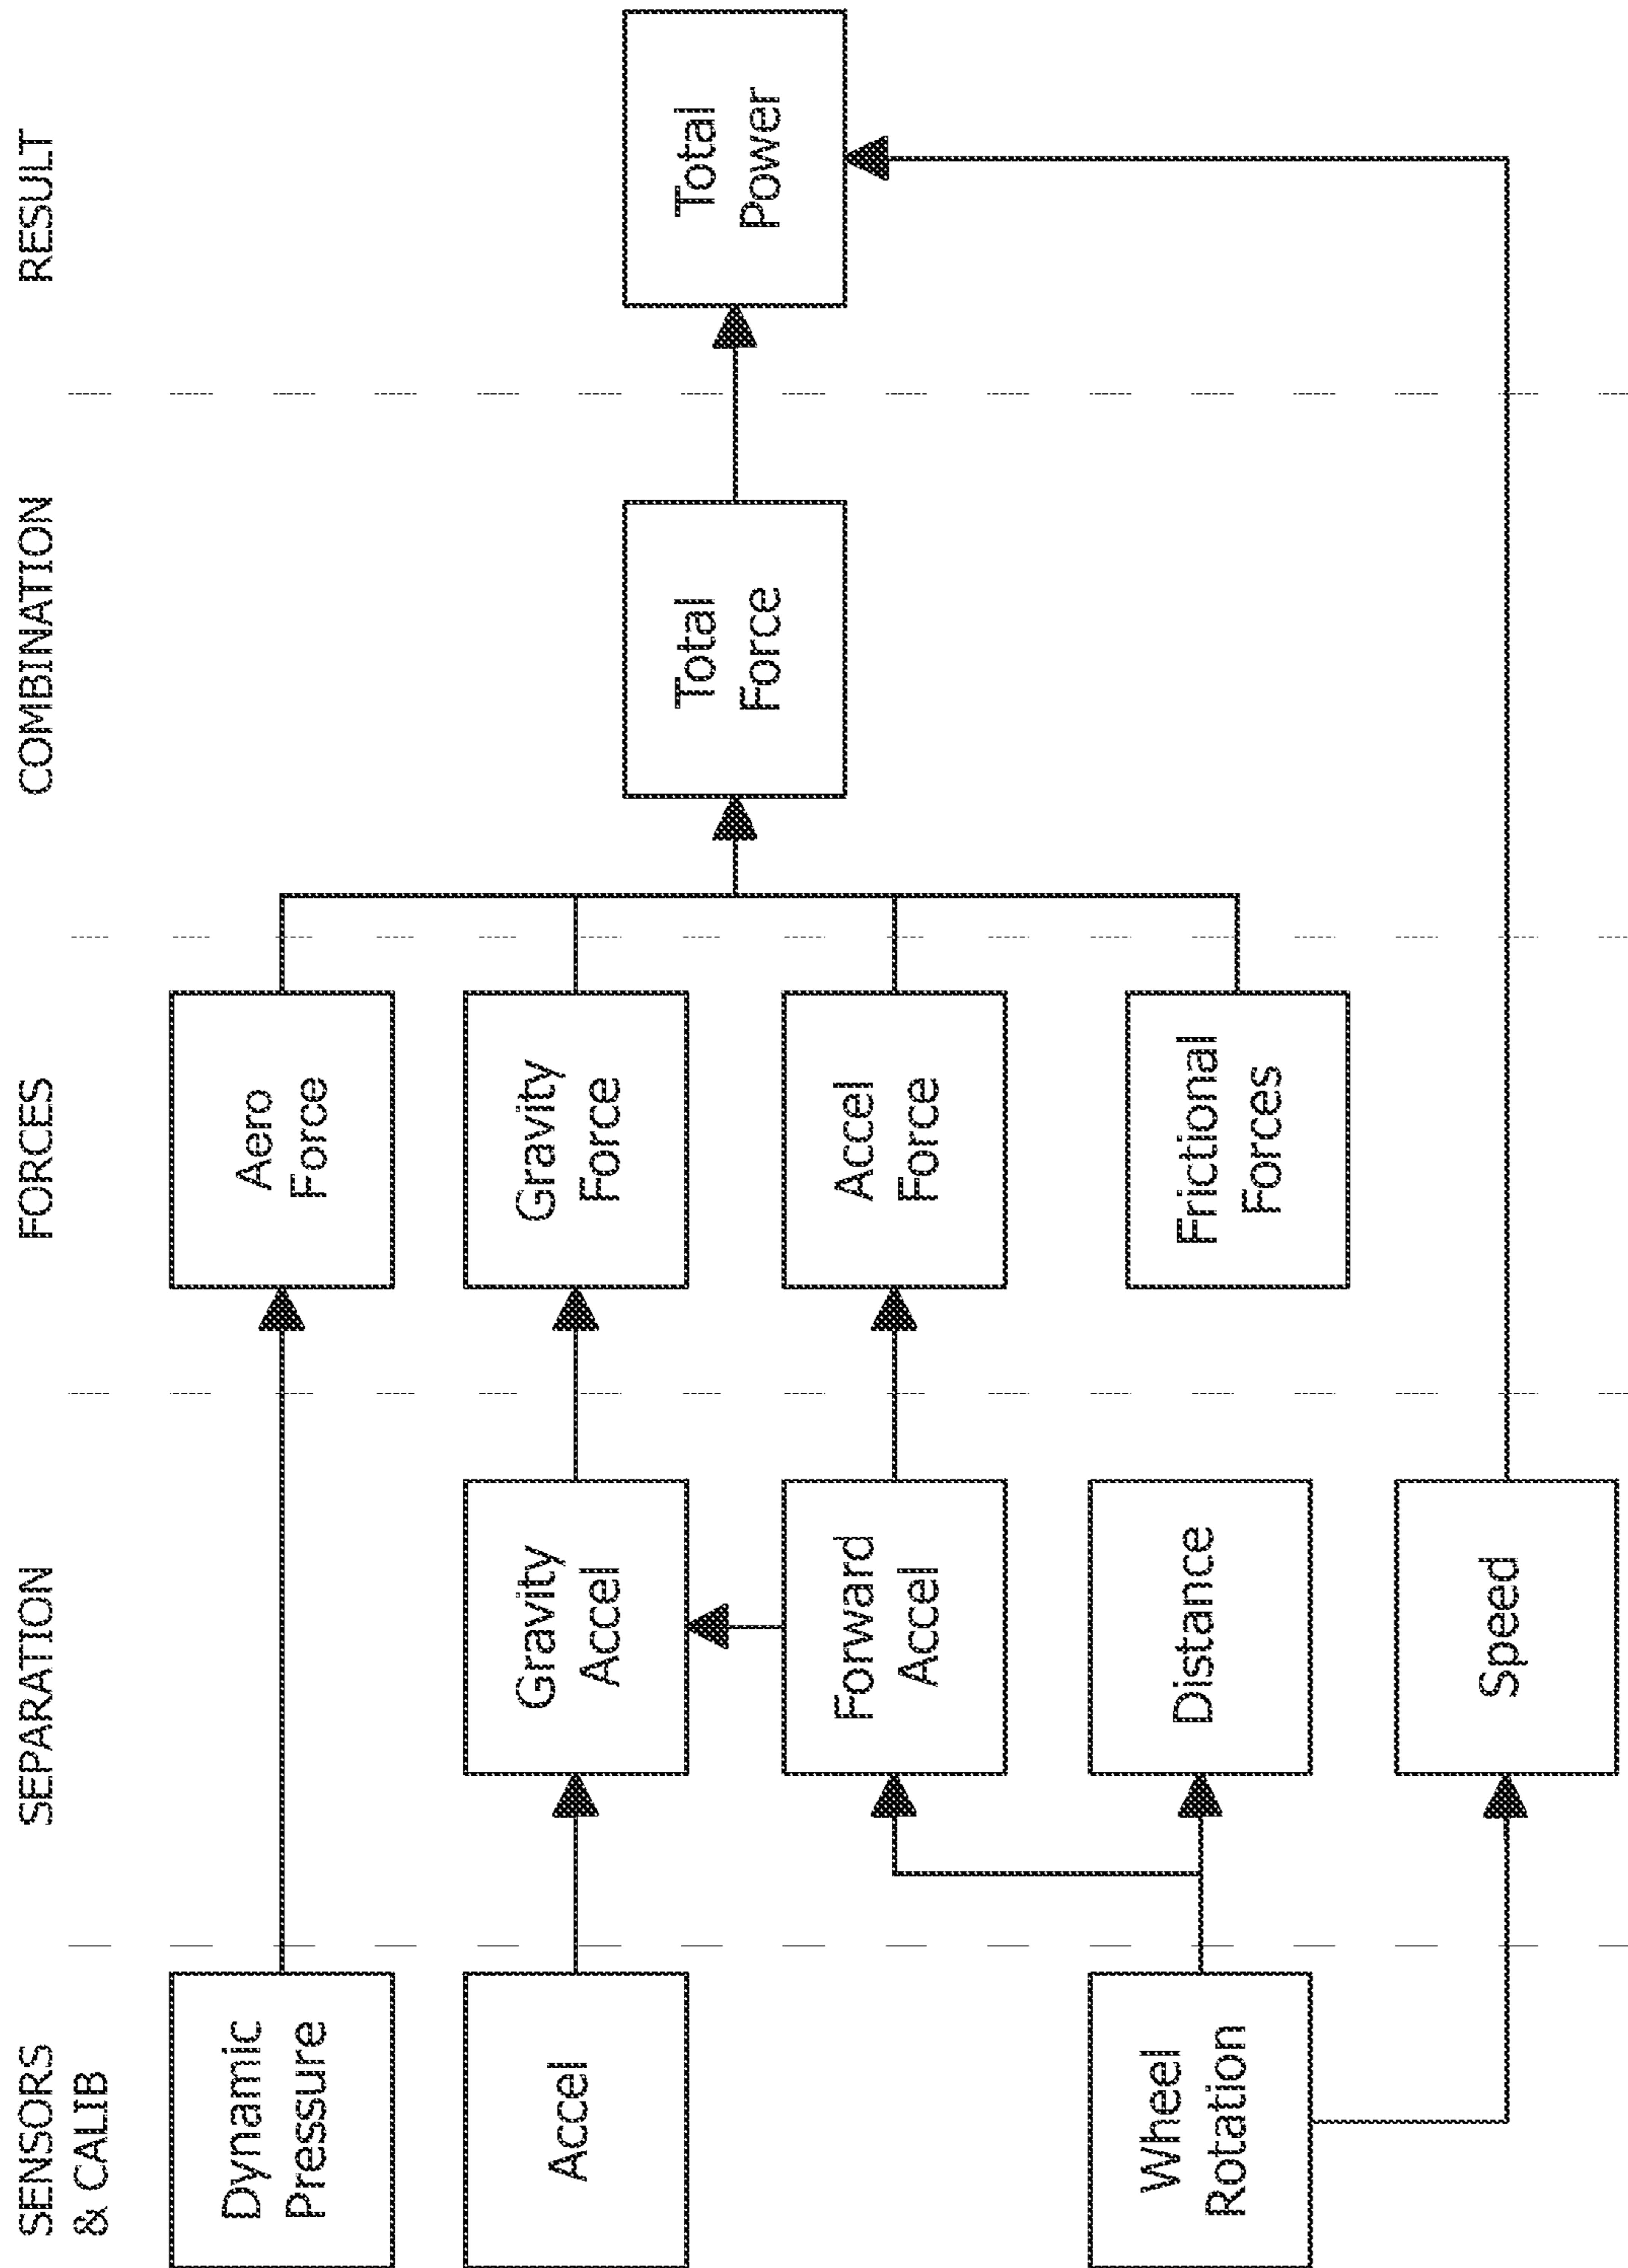 SENSORS
& CALIB
SEPARATION
FORCES
COMBINATION
RESULT
Dynamic
Pressure
Aero
Force
Accel
Gravity
Accel
Gravity
Force
Total
Force
Total
Power
Forward
Accel
Accel
Force
Wheel
Rotation
Distance
Frictional
Forces
Speed